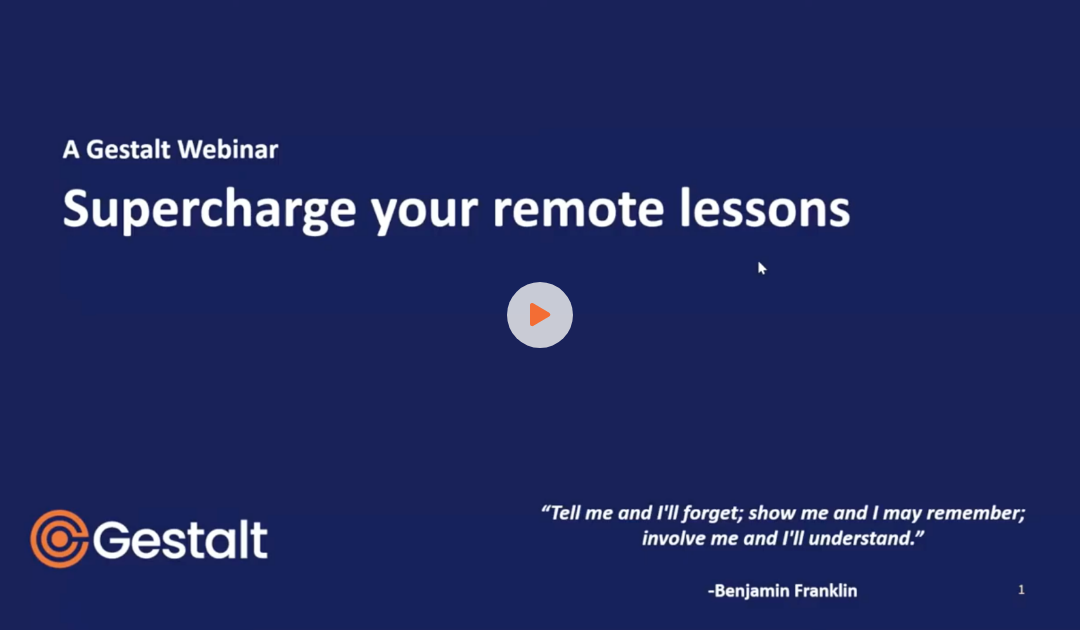 A Gestalt Webinar
Supercharge your remote lessons
Gestalt
“Tell me and I'll forget; show me and I may remember;
involve me and I'll understand.”
-Benjamin Franklin
1